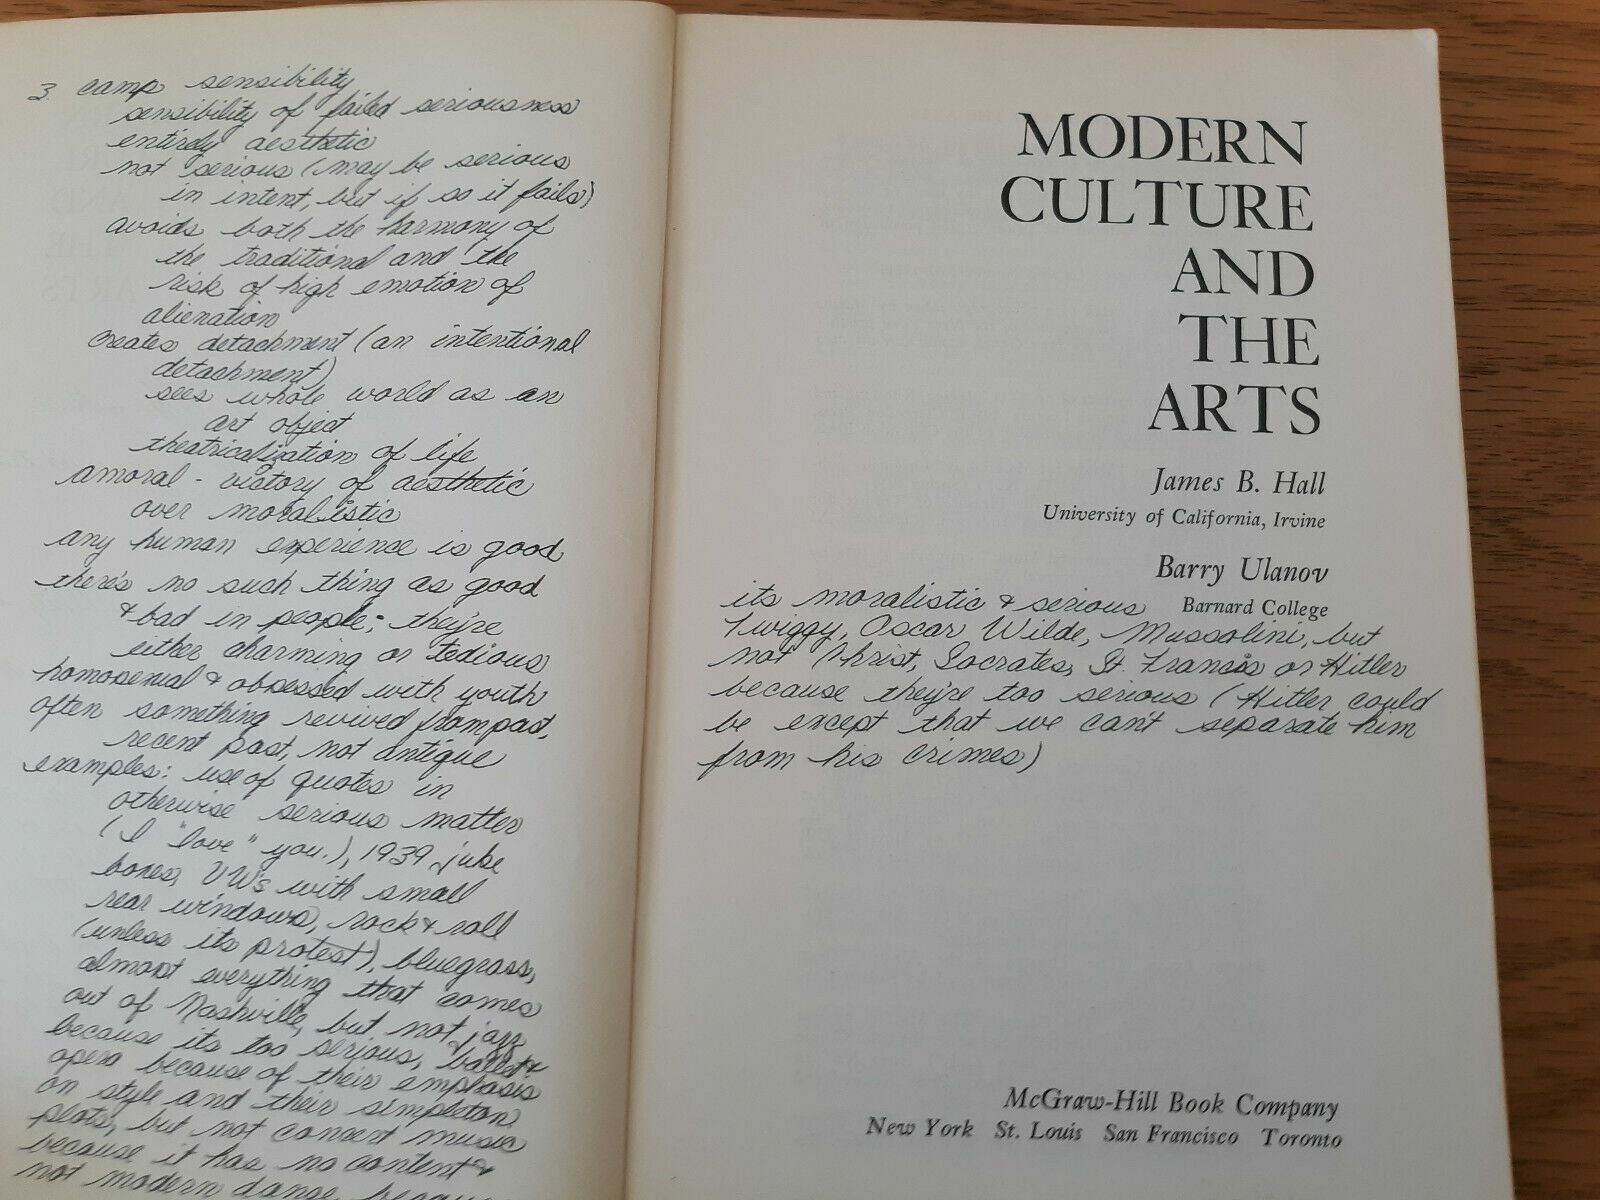 3. camp sensibility
sensibility of failed seriousness
entirely aesthetic
not serious (may be serious
in intent, but if so it fails)
avoids both the harmony of
the traditional and the
risk of high emotion of
alienation
creates detachment (an intentional
detachment)
sees whole world as an
art object
theatricalization of life
amoral - victory of aesthetic
over moralistic
any human experience is good
there's no such thing as good
& bad in people; they're
either charming or tedious
homosexual & obsessed with youth
often something revived from past,
recent past, not antique
examples: use of quotes in
otherwise serious matter
(I "love" you.), 1939 juke
boxes, VW's with small
rear windows, rock & roll
(unless its protest), bluegrass,
almost everything that comes
out of Nashville, but not jazz
because its too serious, ballet &
opera because of their emphasis
on style and their simpleton
plots, but not concert music
because it has no content &
not modern dance because
MODERN
CULTURE
AND
THE
ARTS
James B. Hall
University of California, Irvine
Barry Ulanov
Barnard College
its moralistic & serious
Twiggy, Oscar Wilde, Mussolini, but
not Christ, Socrates, St. Francis or Hitler
because they're too serious (Hitler could
be except that we can't separate him
from his crimes)
McGraw-Hill Book Company
New York St. Louis San Francisco Toronto